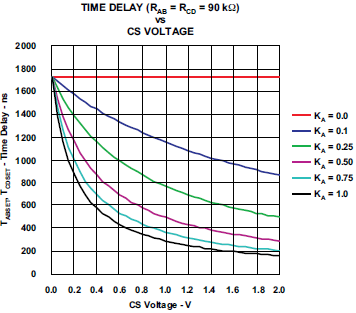 TIME DELAY (RAB = RCD = 90 kΩ)
vs
CS VOLTAGE
TABSET, TCDSET - Time Delay - ns
2000
1800
1600
1400
1200
1000
800
600
400
200
0
0.0 0.2 0.4 0.6 0.8 1.0 1.2 1.4 1.6 1.8 2.0
CS Voltage - V
KA = 0.0
KA = 0.1
KA = 0.25
KA = 0.50
KA = 0.75
KA = 1.0